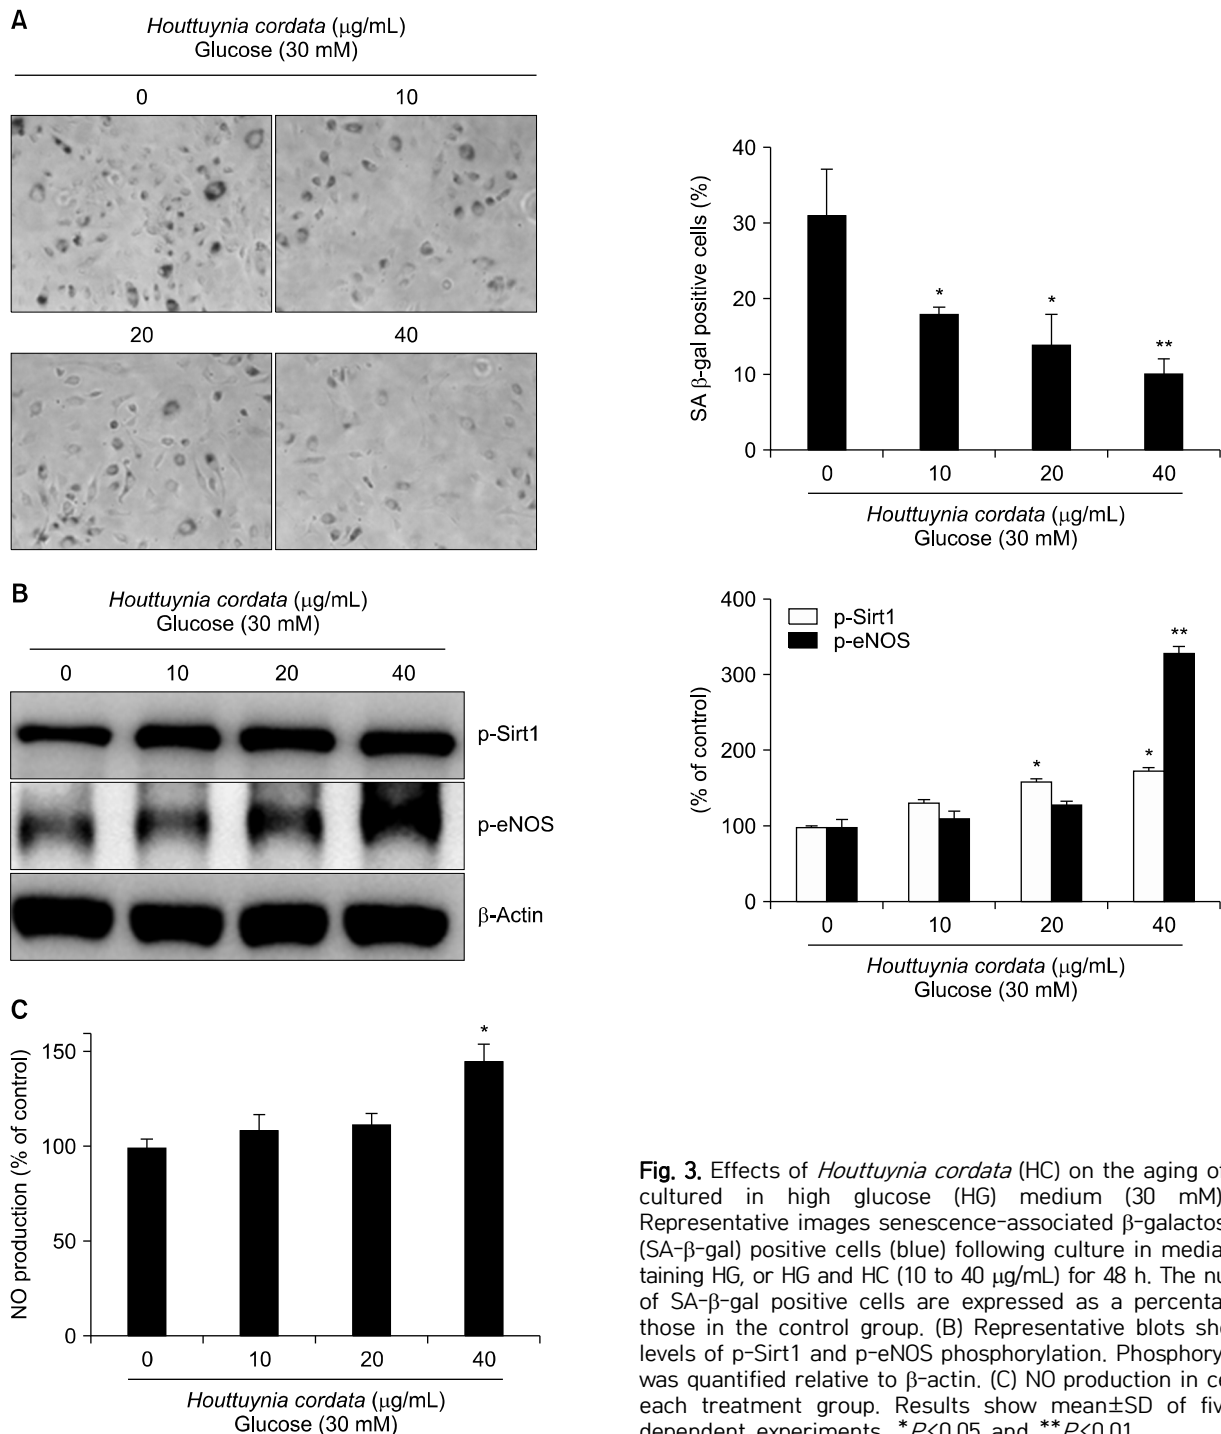 A
Houttuynia cordata (μg/mL)
Glucose (30 mM)
0 10
20 40
40
30
20
10
0
SA β-gal positive cells (%)
* * **
0 10 20 40
Houttuynia cordata (μg/mL)
Glucose (30 mM)
B
Houttuynia cordata (μg/mL)
Glucose (30 mM)
0 10 20 40
p-Sirt1
p-eNOS
β-Actin
400
300
200
100
0
(% of control)
p-Sirt1
p-eNOS
* * **
0 10 20 40
Houttuynia cordata (μg/mL)
Glucose (30 mM)
C
150
100
50
0
NO production (% of control)
*
0 10 20 40
Houttuynia cordata (μg/mL)
Glucose (30 mM)
Fig. 3. Effects of Houttuynia cordata (HC) on the aging of
cultured in high glucose (HG) medium (30 mM)
Representative images senescence-associated β-galactos
(SA-β-gal) positive cells (blue) following culture in media
taining HG, or HG and HC (10 to 40 μg/mL) for 48 h. The nu
of SA-β-gal positive cells are expressed as a percenta
those in the control group. (B) Representative blots sho
levels of p-Sirt1 and p-eNOS phosphorylation. Phosphory
was quantified relative to β-actin. (C) NO production in ce
each treatment group. Results show mean±SD of fiv
dependent experiments. *P<0.05 and **P<0.01